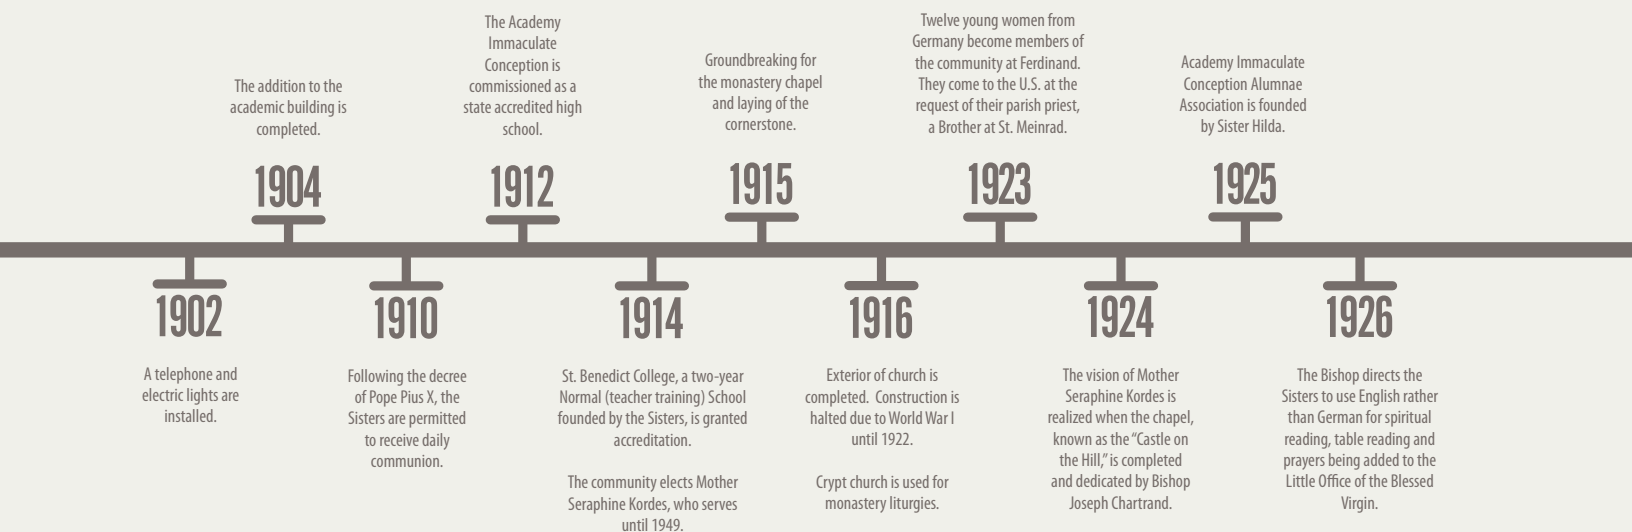 A telephone and
electric lights are
installed.
1902
The addition to the
academic building is
completed.
1904
1910
Following the decree
of Pope Pius X, the
Sisters are permitted
to receive daily
communion.
The Academy
Immaculate
Conception is
commissioned as a
state accredited high
school.
1912
1914
St. Benedict College, a two-year
Normal (teacher training) School
founded by the Sisters, is granted
accreditation.
The community elects Mother
Seraphine Kordes, who serves
until 1949.
Groundbreaking for
the monastery chapel
and laying of the
cornerstone.
1915
1916
Exterior of church is
completed.  Construction is
halted due to World War I
until 1922.
Crypt church is used for
monastery liturgies.
Twelve young women from
Germany become members of
the community at Ferdinand.
They come to the U.S. at the
request of their parish priest,
a Brother at St. Meinrad.
1923
1924
The vision of Mother
Seraphine Kordes is
realized when the chapel,
known as the “Castle on
the Hill,” is completed
and dedicated by Bishop
Joseph Chartrand.
Academy Immaculate
Conception Alumnae
Association is founded
by Sister Hilda.
1925
1926
The Bishop directs the
Sisters to use English rather
than German for spiritual
reading, table reading and
prayers being added to the
Little Office of the Blessed
Virgin.